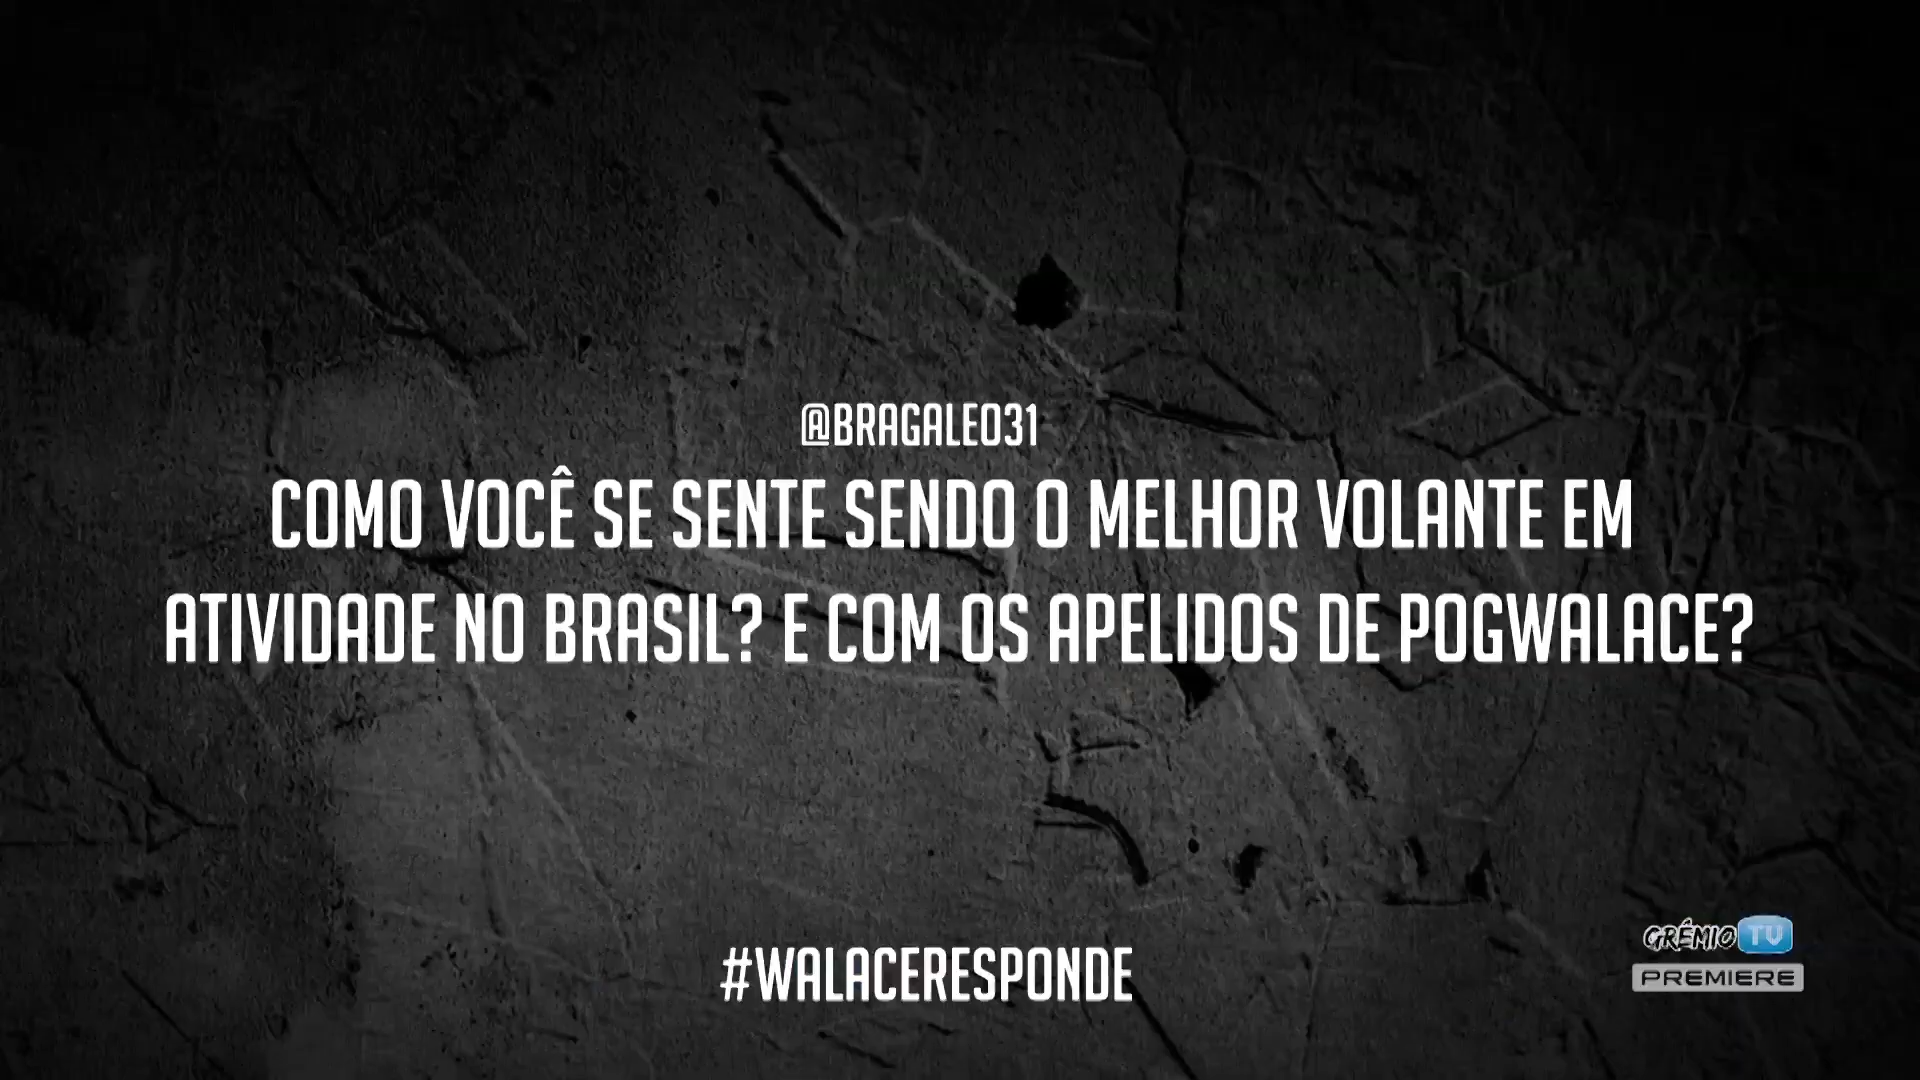 @BRAGALEO31
COMO VOCÊ SE SENTE SENDO O MELHOR VOLANTE EM
ATIVIDADE NO BRASIL? E COM OS APELIDOS DE POGWALACE?
#WALACERESPONDE
GRÊMIO TV
PREMIERE